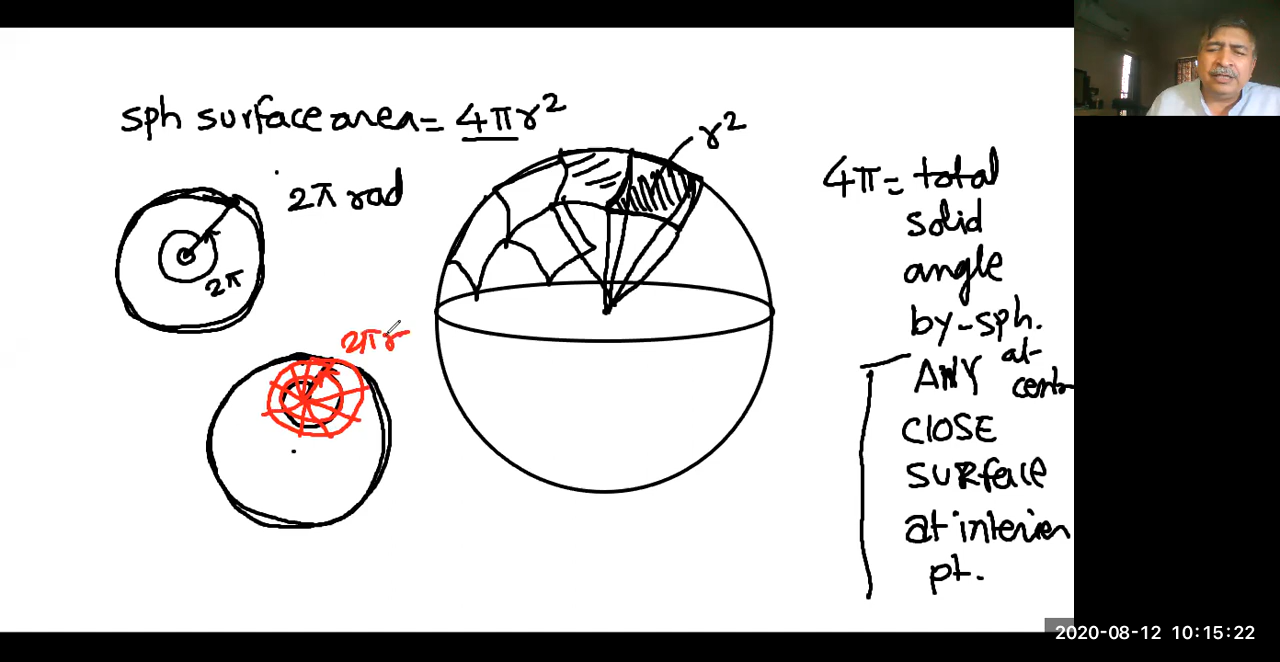 sph surface area = 4πr²
r²
2π rad
2π
2πr
4π = total
solid
angle
by - sph.
at
ANY
CLOSE
SURface
at interior
pt.
2020-08-12 10:15:22